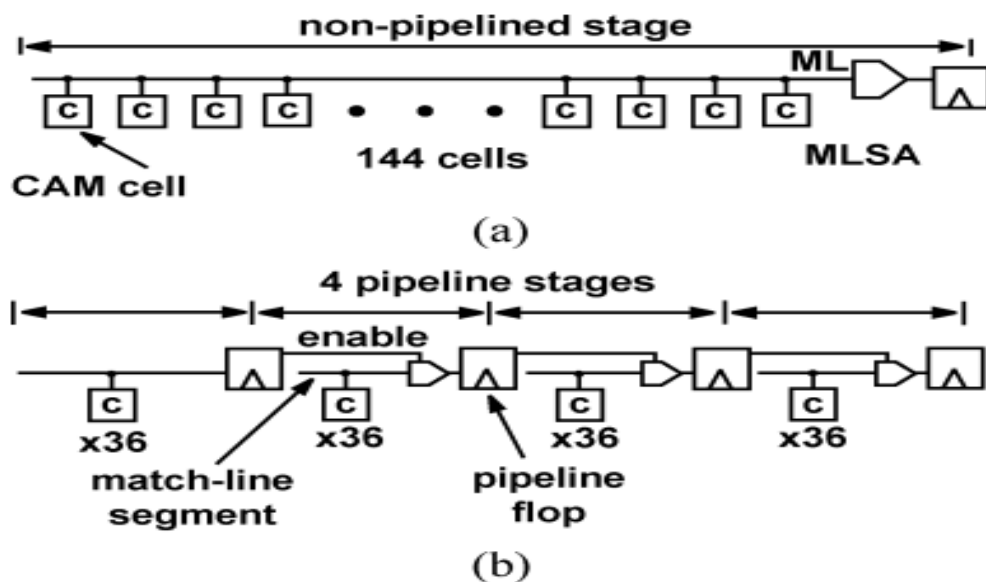 non-pipelined stage
ML
C C C C C C C C
144 cells
MLSA
CAM cell
(a)
4 pipeline stages
enable
C C C C
x36 x36 x36 x36
match-line
segment
pipeline
flop
(b)